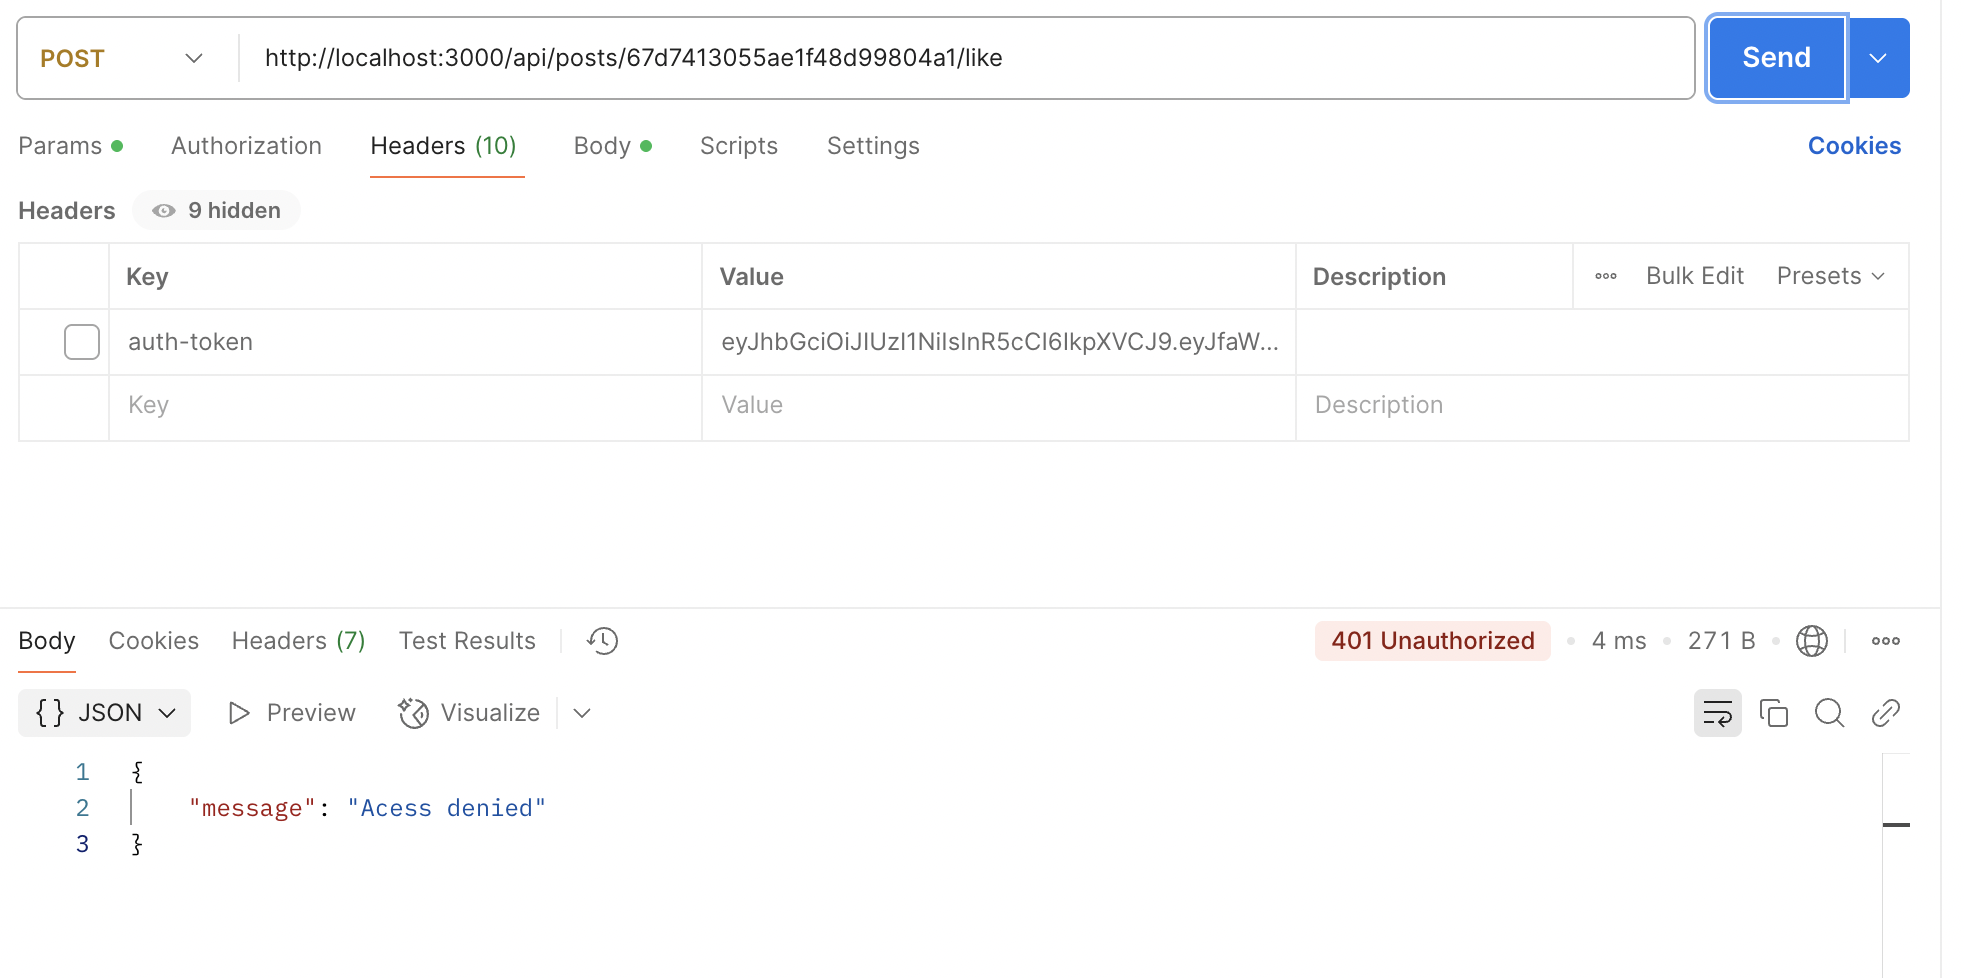 POST http://localhost:3000/api/posts/67d7413055ae1f48d99804a1/like Send
Params Authorization Headers (10) Body Scripts Settings Cookies
Headers 9 hidden
Key Value Description Bulk Edit Presets
auth-token eyJhbGciOiJIUzI1NiIsInR5cCI6IkpXVCJ9.eyJfaW...
Key Value Description
Body Cookies Headers (7) Test Results 401 Unauthorized 4 ms 271 B
{} JSON Preview Visualize
1 {
2 "message": "Acess denied"
3 }